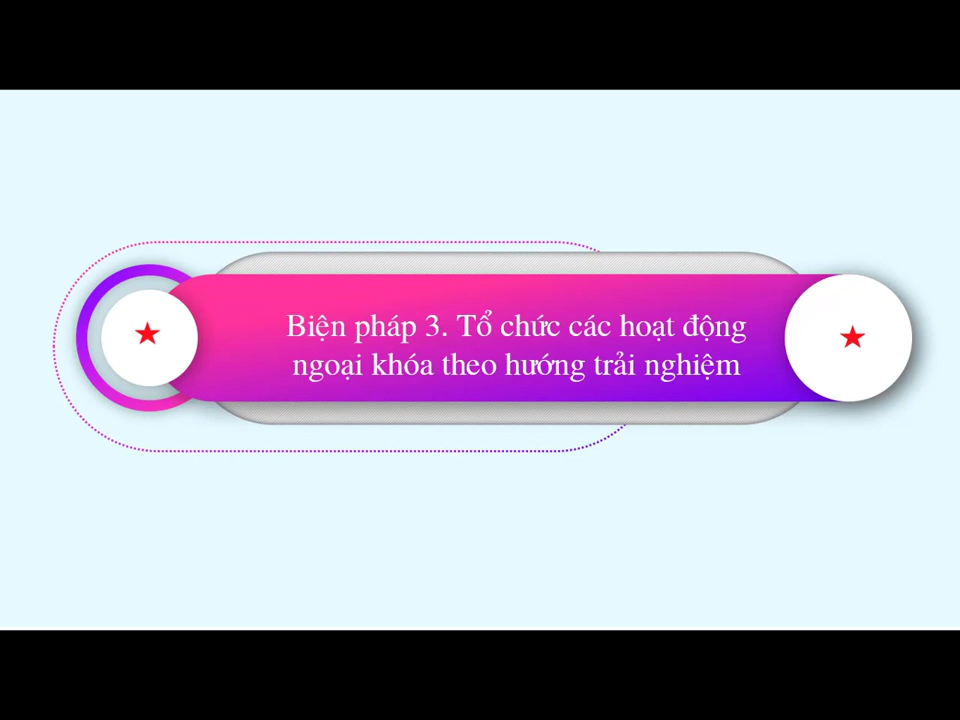 Biện pháp 3. Tổ chức các hoạt động
ngoại khóa theo hướng trải nghiệm